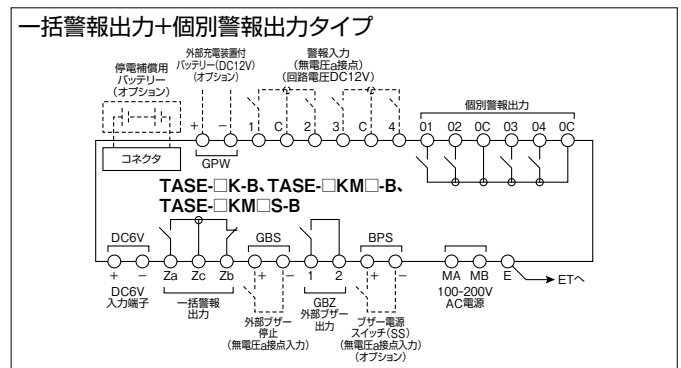 一括警報出力+個別警報出力タイプ
停電補償用
バッテリー
(オプション)
外部充電装置付
バッテリー(DC12V)
(オプション)
警報入力
(無電圧a接点)
(回路電圧DC12V)
個別警報出力
+ − 1 C 2 3 C 4 01 02 0C 03 04 0C
コネクタ
GPW
TASE-□K-B、TASE-□KM□-B、
TASE-□KM□S-B
DC6V GBS BPS
+ − Za Zc Zb + − 1 2 + − MA MB E
ETへ
DC6V
入力端子
一括警報
出力
外部ブザー
停止
(無電圧a接点入力)
GBZ
外部ブザー
出力
ブザー電源
スイッチ(SS)
(無電圧a接点入力)
(オプション)
100-200V
AC電源